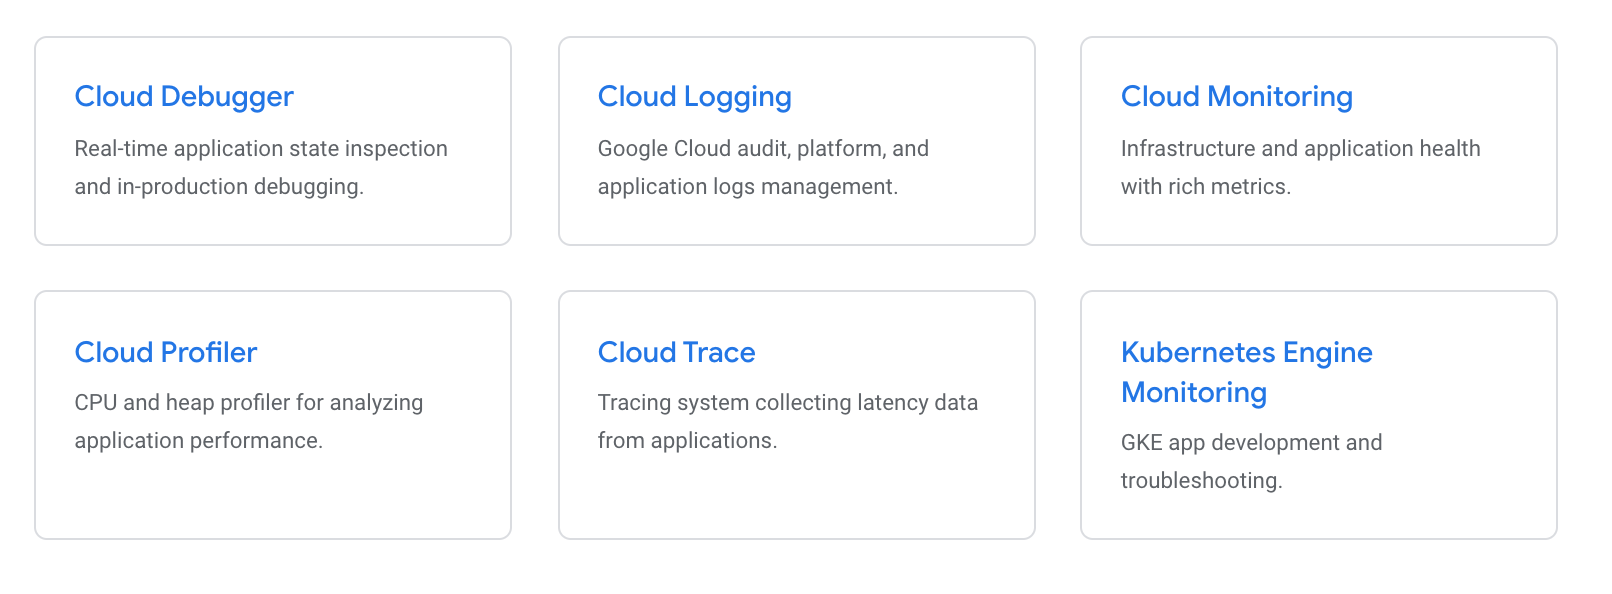 Cloud Debugger
Real-time application state inspection
and in-production debugging.
Cloud Logging
Google Cloud audit, platform, and
application logs management.
Cloud Monitoring
Infrastructure and application health
with rich metrics.
Cloud Profiler
CPU and heap profiler for analyzing
application performance.
Cloud Trace
Tracing system collecting latency data
from applications.
Kubernetes Engine
Monitoring
GKE app development and
troubleshooting.